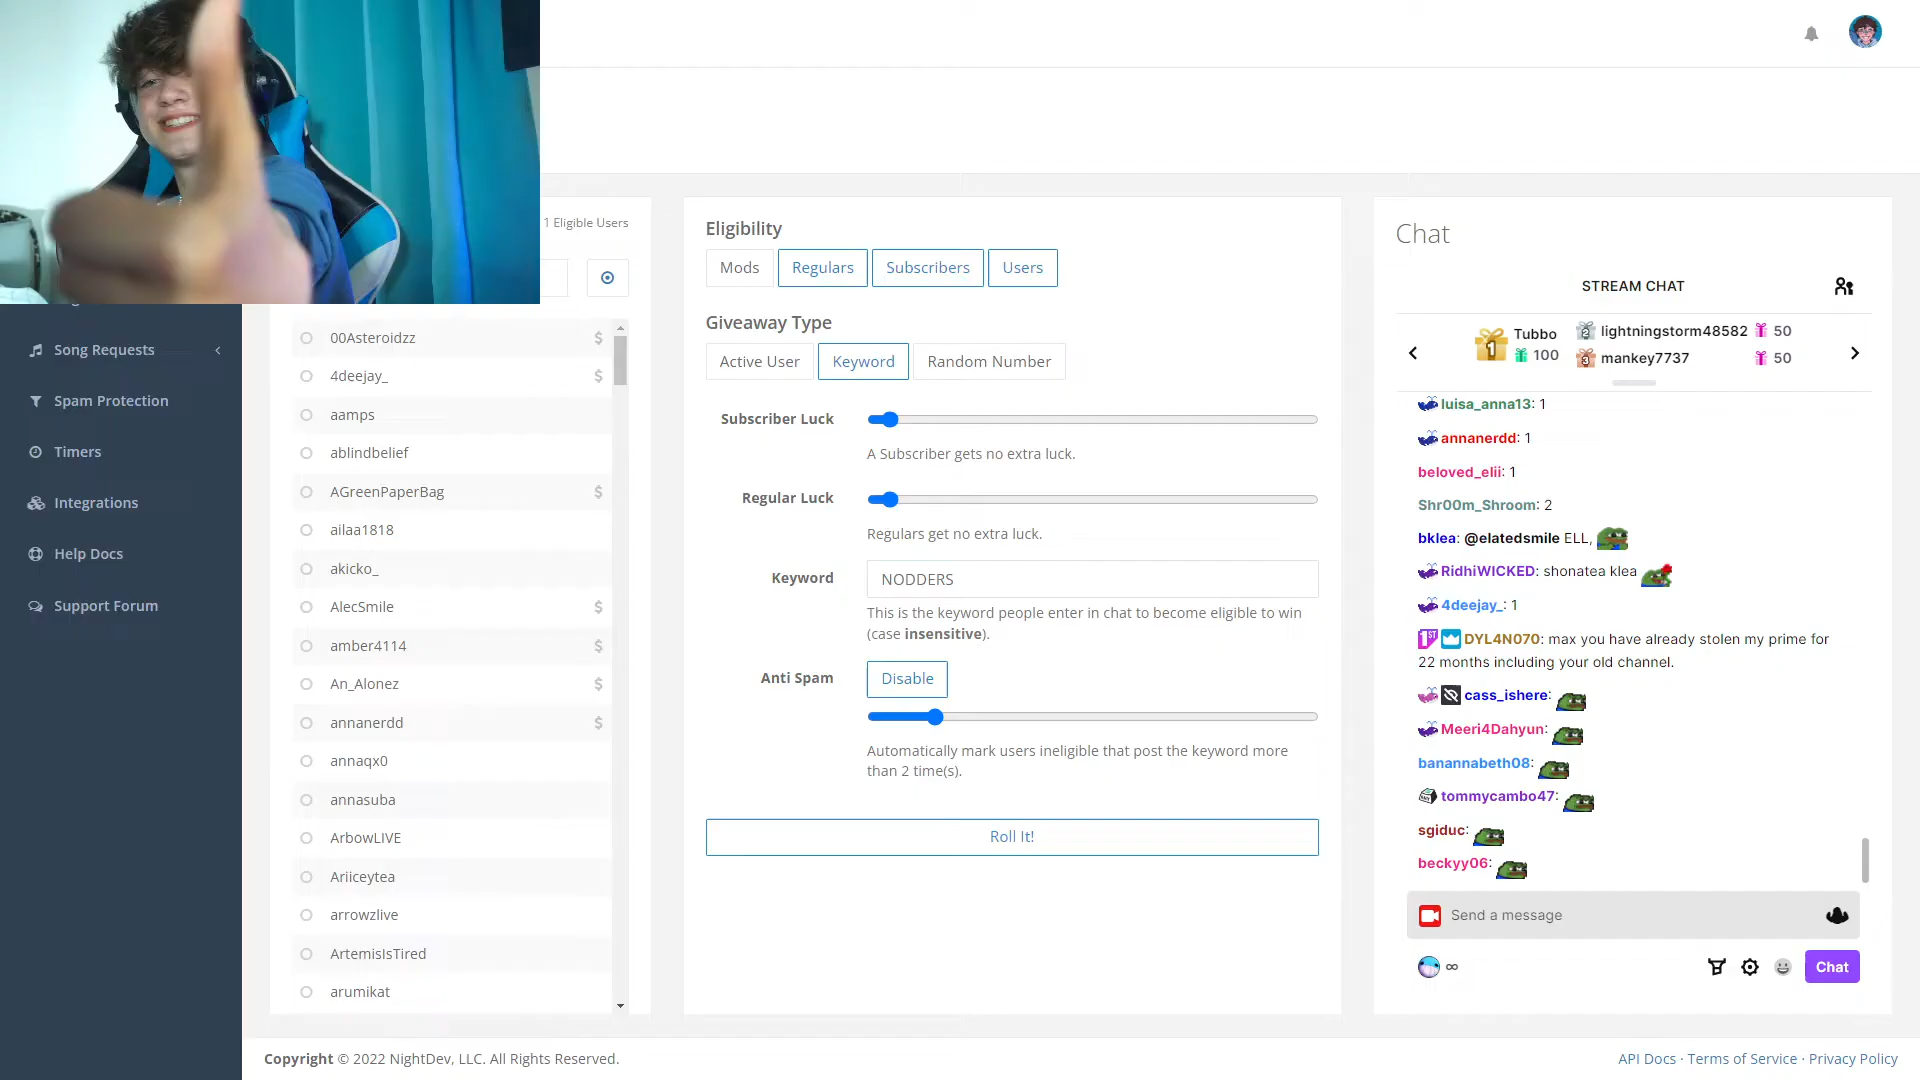 1 Eligible Users
Song Requests
Spam Protection
Timers
Integrations
Help Docs
Support Forum
00Asteroidzz $
4deejay_ $
aamps
ablindbelief
AGreenPaperBag $
ailaa1818
akicko_
AlecSmile $
amber4114 $
An_Alonez $
annanerdd $
annaqx0
annasuba
ArbowLIVE
Ariiceytea
arrowzlive
ArtemisIsTired
arumikat
Eligibility
Mods Regulars Subscribers Users
Giveaway Type
Active User Keyword Random Number
Subscriber Luck
A Subscriber gets no extra luck.
Regular Luck
Regulars get no extra luck.
Keyword NODDERS
This is the keyword people enter in chat to become eligible to win
(case insensitive).
Anti Spam Disable
Automatically mark users ineligible that post the keyword more
than 2 time(s).
Roll It!
Chat
STREAM CHAT
1 Tubbo 100
2 lightningstorm48582 50
3 mankey7737 50
luisa_anna13: 1
annanerdd: 1
beloved_elii: 1
Shr00m_Shroom: 2
bklea: @elatedsmile ELL,
RidhiWICKED: shonatea klea
4deejay_: 1
1ST DYL4N070: max you have already stolen my prime for
22 months including your old channel.
cass_ishere:
Meeri4Dahyun:
banannabeth08:
tommycambo47:
sgiduc:
beckyy06:
Send a message
∞ Chat
Copyright © 2022 NightDev, LLC. All Rights Reserved.
API Docs · Terms of Service · Privacy Policy